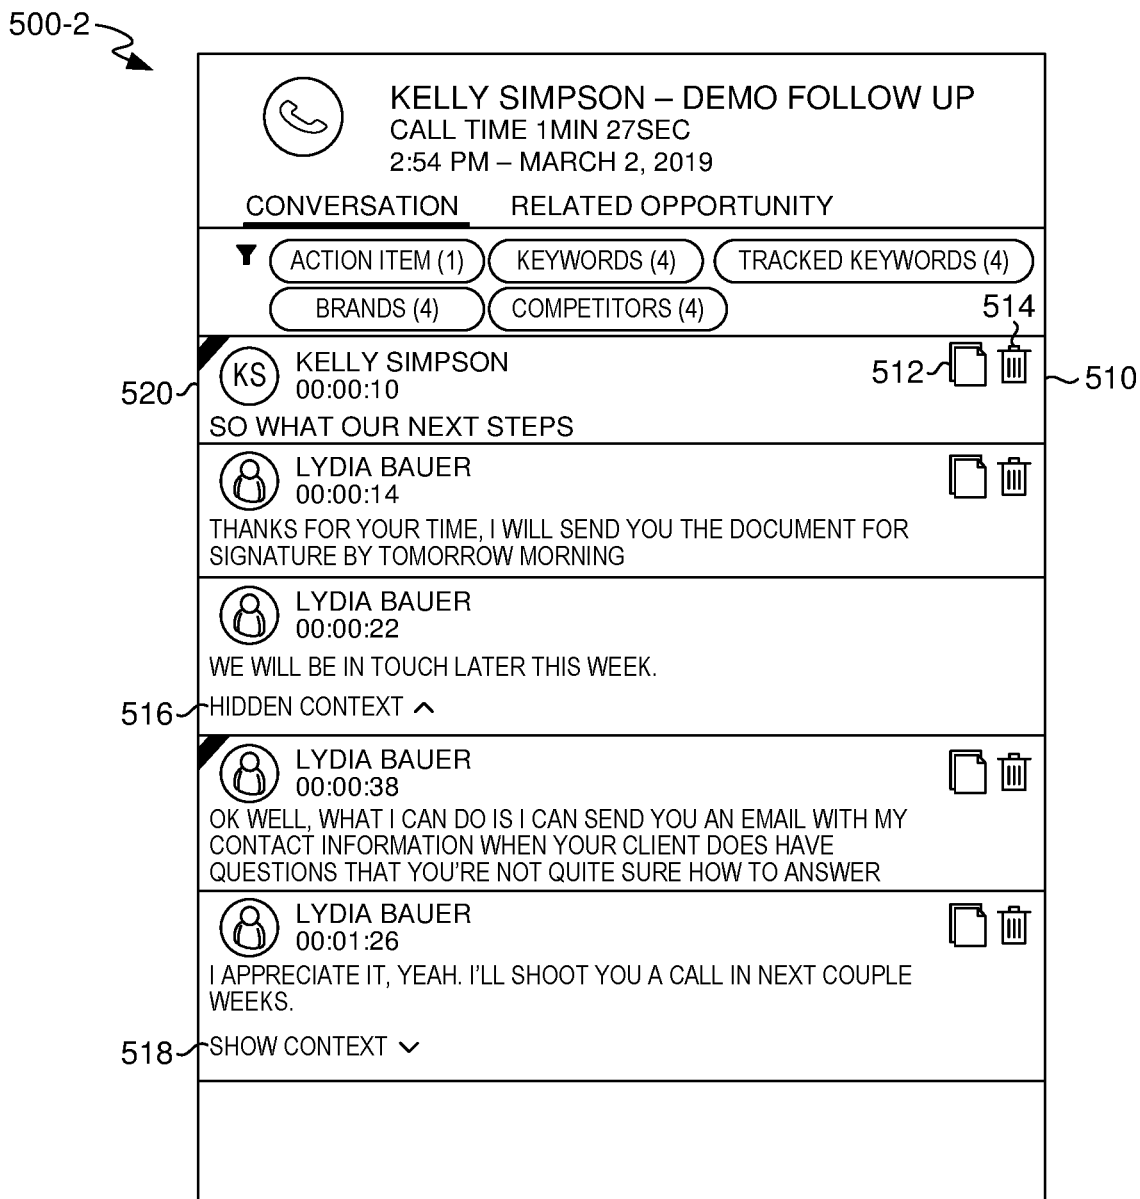 500-2
KELLY SIMPSON – DEMO FOLLOW UP
CALL TIME 1MIN 27SEC
2:54 PM – MARCH 2, 2019
CONVERSATION RELATED OPPORTUNITY
ACTION ITEM (1) KEYWORDS (4) TRACKED KEYWORDS (4)
BRANDS (4) COMPETITORS (4) 514
KS KELLY SIMPSON 512 510
520 00:00:10
SO WHAT OUR NEXT STEPS
LYDIA BAUER
00:00:14
THANKS FOR YOUR TIME, I WILL SEND YOU THE DOCUMENT FOR
SIGNATURE BY TOMORROW MORNING
LYDIA BAUER
00:00:22
WE WILL BE IN TOUCH LATER THIS WEEK.
516 HIDDEN CONTEXT
LYDIA BAUER
00:00:38
OK WELL, WHAT I CAN DO IS I CAN SEND YOU AN EMAIL WITH MY
CONTACT INFORMATION WHEN YOUR CLIENT DOES HAVE
QUESTIONS THAT YOU'RE NOT QUITE SURE HOW TO ANSWER
LYDIA BAUER
00:01:26
I APPRECIATE IT, YEAH. I'LL SHOOT YOU A CALL IN NEXT COUPLE
WEEKS.
518 SHOW CONTEXT